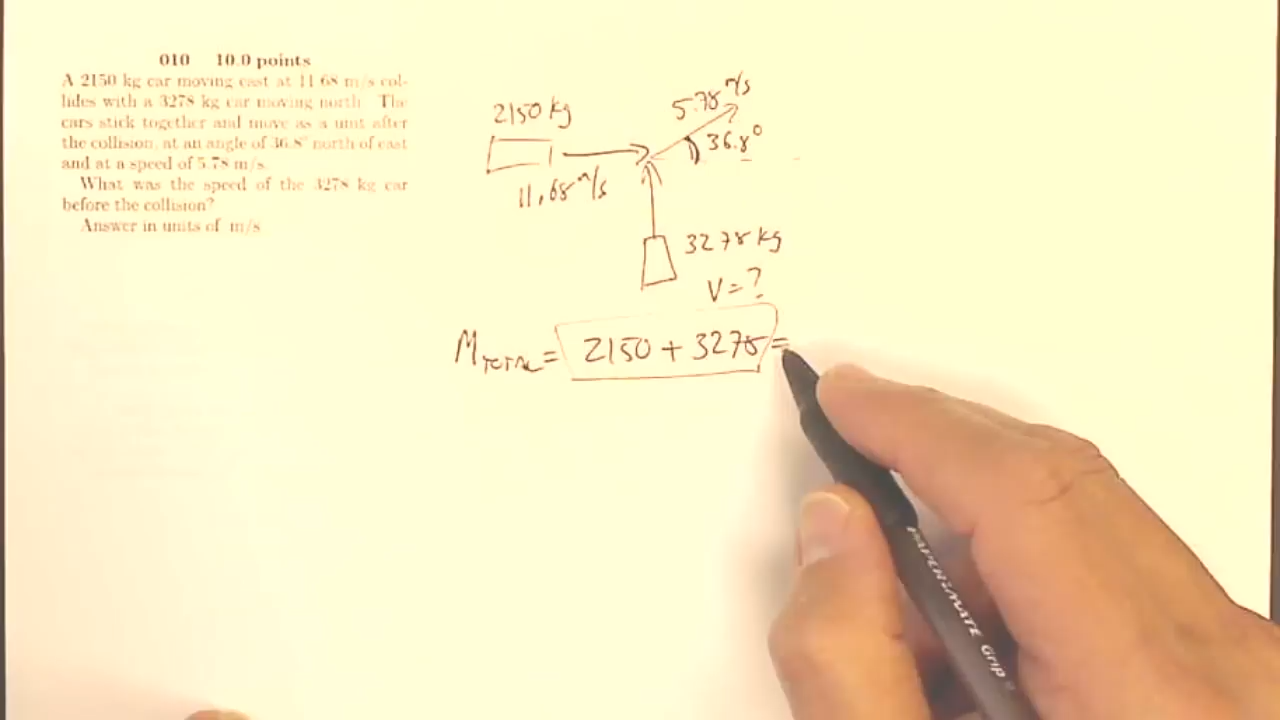 010 10.0 points
A 2150 kg car moving east at 11.68 m/s col-
lides with a 3278 kg car moving north. The
cars stick together and move as a unit after
the collision, at an angle of 36.8° north of east
and at a speed of 5.78 m/s.
What was the speed of the 3278 kg car
before the collision?
Answer in units of m/s
2150 kg
5.78 m/s
36.8°
11.68 m/s
3278 kg
V=?
MTOTAL= 2150 + 3278 =
PAPERMATE Grip